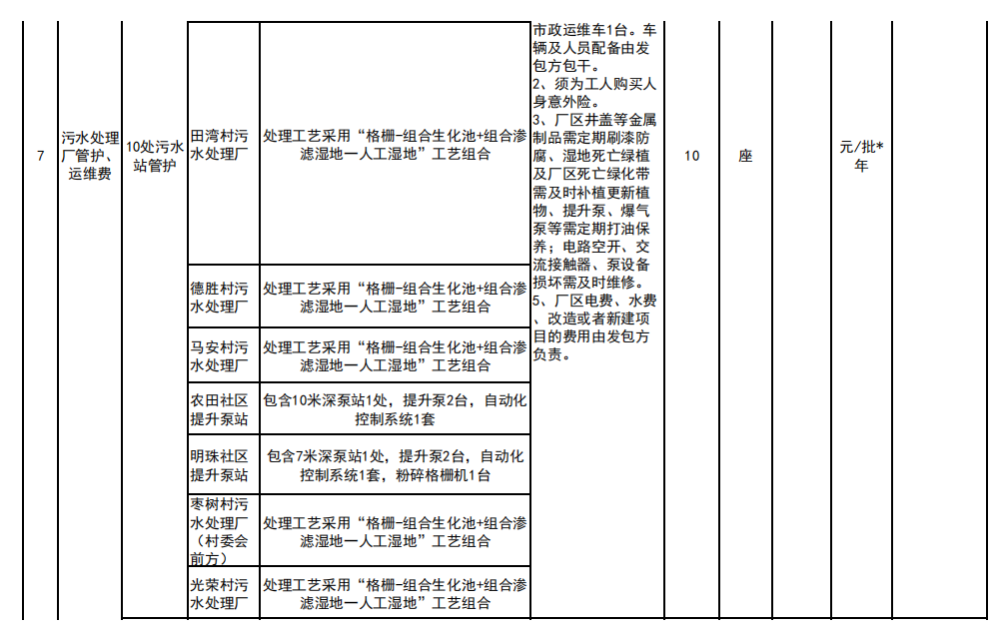 7
污水处理
厂管护、
运维费
10处污水
站管护
田湾村污
水处理厂
处理工艺采用“格栅-组合生化池+组合渗
滤湿地一人工湿地”工艺组合
德胜村污
水处理厂
处理工艺采用“格栅-组合生化池+组合渗
滤湿地一人工湿地”工艺组合
马安村污
水处理厂
处理工艺采用“格栅-组合生化池+组合渗
滤湿地一人工湿地”工艺组合
农田社区
提升泵站
包含10米深泵站1处，提升泵2台，自动化
控制系统1套
明珠社区
提升泵站
包含7米深泵站1处，提升泵2台，自动化
控制系统1套，粉碎格栅机1台
枣树村污
水处理厂
（村委会
前方）
处理工艺采用“格栅-组合生化池+组合渗
滤湿地一人工湿地”工艺组合
光荣村污
水处理厂
处理工艺采用“格栅-组合生化池+组合渗
滤湿地一人工湿地”工艺组合
市政运维车1台。车
辆及人员配备由发
包方包干。
2、须为工人购买人
身意外险。
3、厂区井盖等金属
制品需定期刷漆防
腐、湿地死亡绿植
及厂区死亡绿化带
需及时补植更新植
物、提升泵、爆气
泵等需定期打油保
养；电路空开、交
流接触器、泵设备
损坏需及时维修。
5、厂区电费、水费
、改造或者新建项
目的费用由发包方
负责。
10
座
元/批*
年